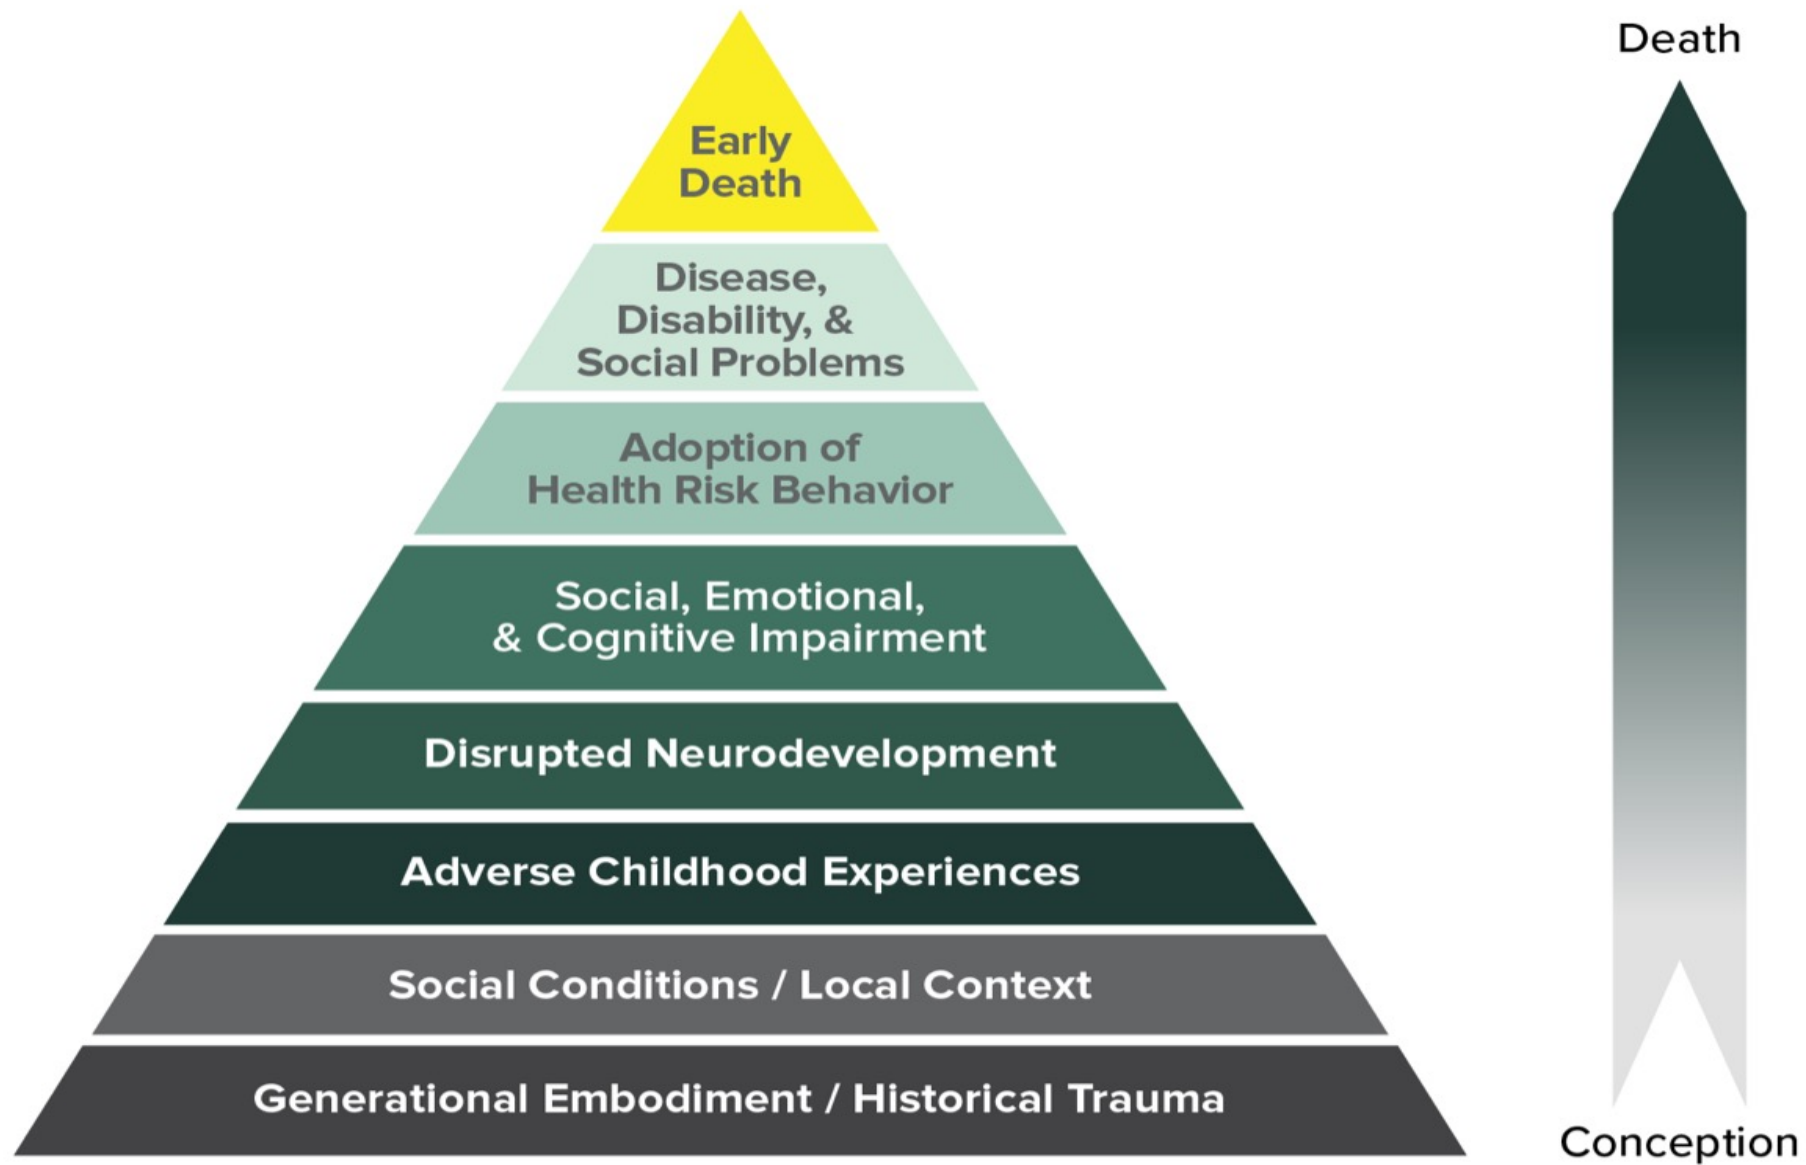 Death
Early
Death
Disease,
Disability, &
Social Problems
Adoption of
Health Risk Behavior
Social, Emotional,
& Cognitive Impairment
Disrupted Neurodevelopment
Adverse Childhood Experiences
Social Conditions / Local Context
Generational Embodiment / Historical Trauma
Conception